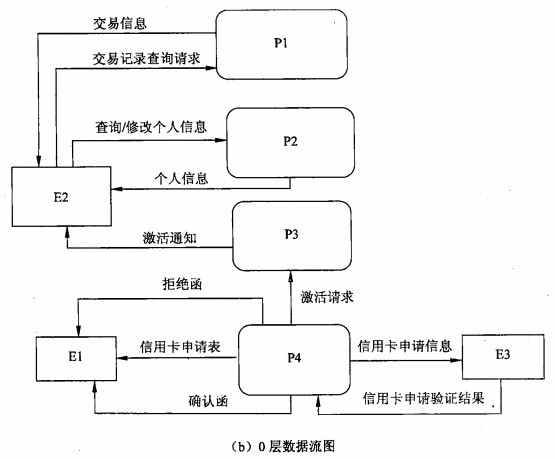 交易信息
P1
交易记录查询请求
查询/修改个人信息
P2
E2
个人信息
P3
激活通知
拒绝函
激活请求
E1
信用卡申请表
P4
信用卡申请信息
E3
确认函
信用卡申请验证结果
(b) 0层数据流图